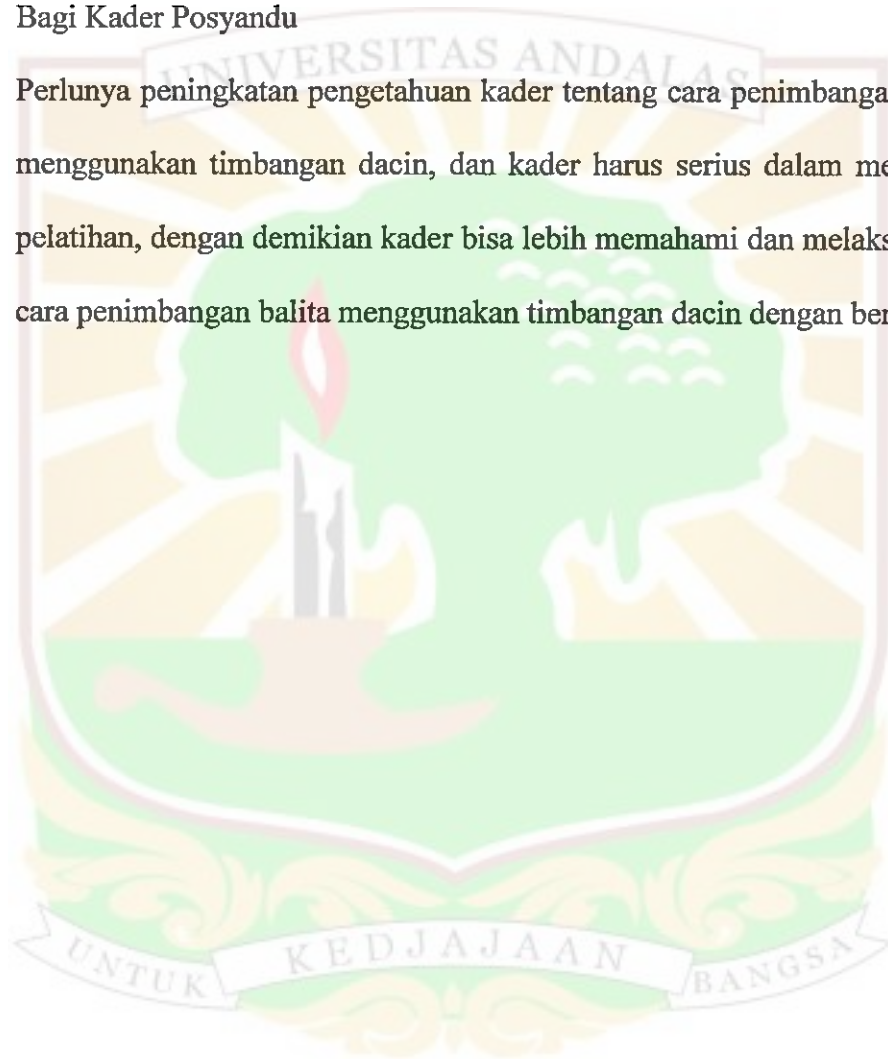 Bagi Kader Posyandu
UNIVERSITAS ANDALAS
Perlunya peningkatan pengetahuan kader tentang cara penimbanga
menggunakan timbangan dacin, dan kader harus serius dalam me
pelatihan, dengan demikian kader bisa lebih memahami dan melaks
cara penimbangan balita menggunakan timbangan dacin dengan ber
UNTUK KEDJAJAAN BANGSA